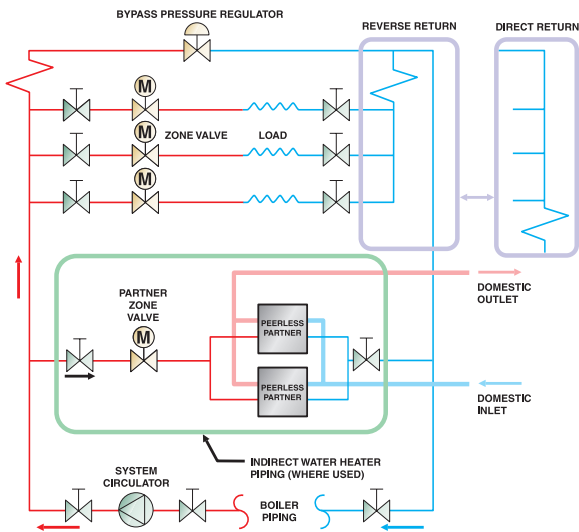 BYPASS PRESSURE REGULATOR
REVERSE RETURN
DIRECT RETURN
M
M
ZONE VALVE
LOAD
M
PARTNER
ZONE
VALVE
M
PEERLESS
PARTNER
PEERLESS
PARTNER
DOMESTIC
OUTLET
DOMESTIC
INLET
INDIRECT WATER HEATER
PIPING (WHERE USED)
SYSTEM
CIRCULATOR
BOILER
PIPING